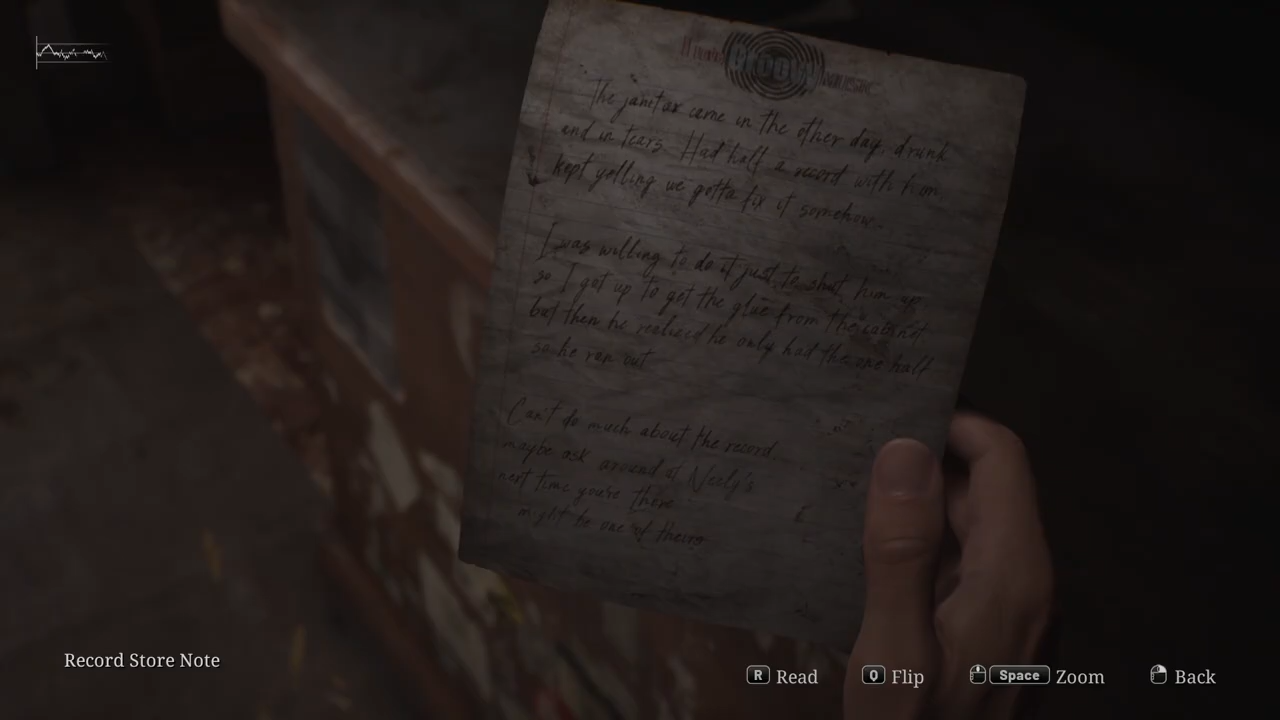 The janitor came in the other day, drunk
and in tears. Had half a record with him,
kept yelling we gotta fix it somehow...
I was willing to do it just to shut him up,
so I got up to get the glue from the cabinet
but then he realized he only had the one half
so he ran out
Can't do much about the record.
maybe ask around at Neely's
next time you're there
might be one of theirs
Record Store Note
R Read
Q Flip
Space Zoom
Back